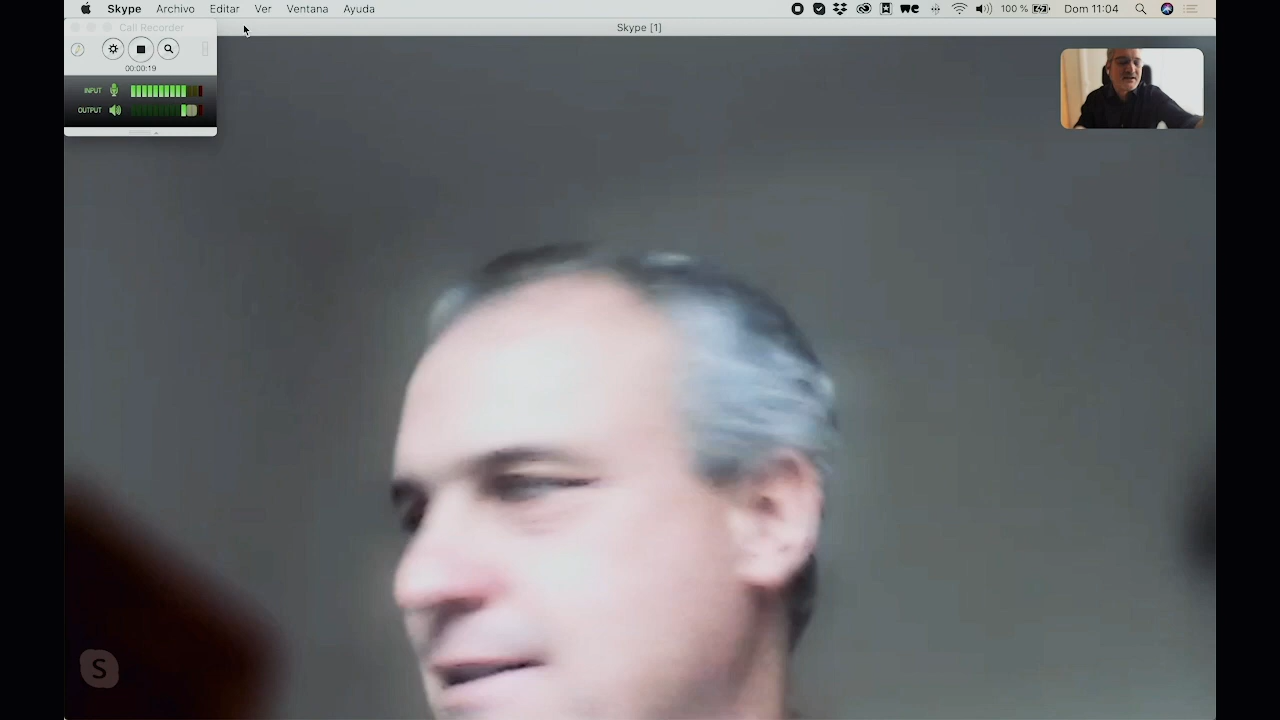 Skype Archivo Editar Ver Ventana Ayuda 100 % Dom 11:04
Call Recorder
Skype [1]
00:00:19
INPUT
OUTPUT
S